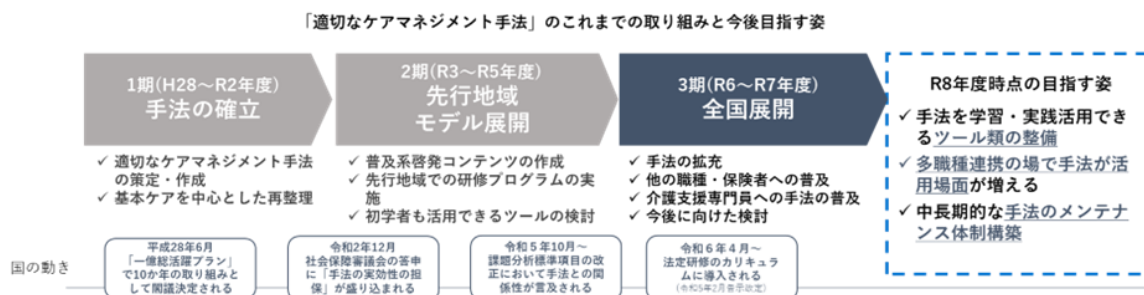 「適切なケアマネジメント手法」のこれまでの取り組みと今後目指す姿
1期(H28～R2年度)
手法の確立
✓ 適切なケアマネジメント手法
の策定・作成
✓ 基本ケアを中心とした再整理
2期(R3～R5年度)
先行地域
モデル展開
✓ 普及系啓発コンテンツの作成
✓ 先行地域での研修プログラムの実
施
✓ 初学者も活用できるツールの検討
3期(R6～R7年度)
全国展開
✓ 手法の拡充
✓ 他の職種・保険者への普及
✓ 介護支援専門員への手法の普及
✓ 今後に向けた検討
R8年度時点の目指す姿
✓ 手法を学習・実践活用でき
るツール類の整備
✓ 多職種連携の場で手法が活
用場面が増える
✓ 中長期的な手法のメンテナ
ンス体制構築
国の動き
平成28年6月
「一億総活躍プラン」
で10か年の取り組みと
して閣議決定される
令和2年12月
社会保障審議会の答申
に「手法の実効性の担
保」が盛り込まれる
令和５年10月～
課題分析標準項目の改
正において手法との関
係性が言及される
令和６年４月～
法定研修のカリキュラ
ムに導入される
(令和5年2月告示改定)